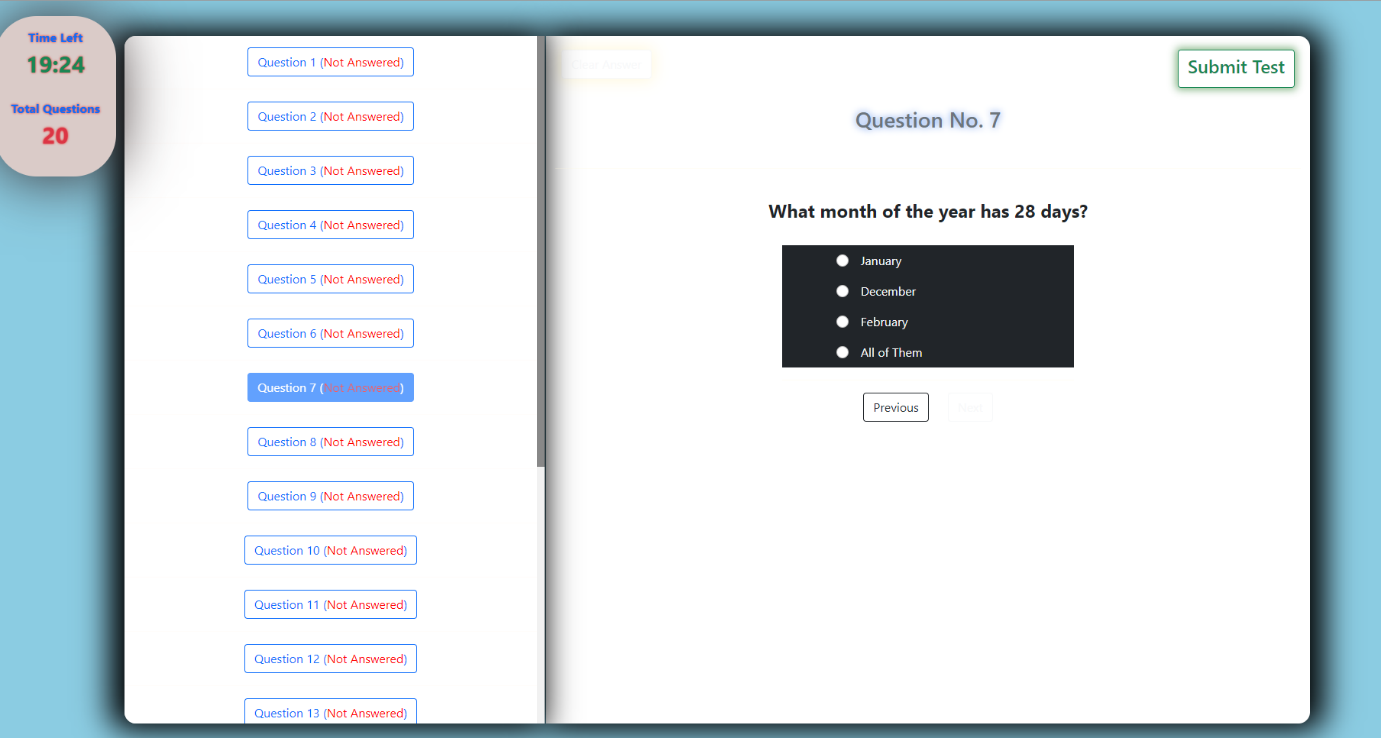 Time Left
19:24
Total Questions
20
Question 1 (Not Answered)
Question 2 (Not Answered)
Question 3 (Not Answered)
Question 4 (Not Answered)
Question 5 (Not Answered)
Question 6 (Not Answered)
Question 7 (Not Answered)
Question 8 (Not Answered)
Question 9 (Not Answered)
Question 10 (Not Answered)
Question 11 (Not Answered)
Question 12 (Not Answered)
Question 13 (Not Answered)
Submit Test
Question No. 7
What month of the year has 28 days?
January
December
February
All of Them
Previous
Next